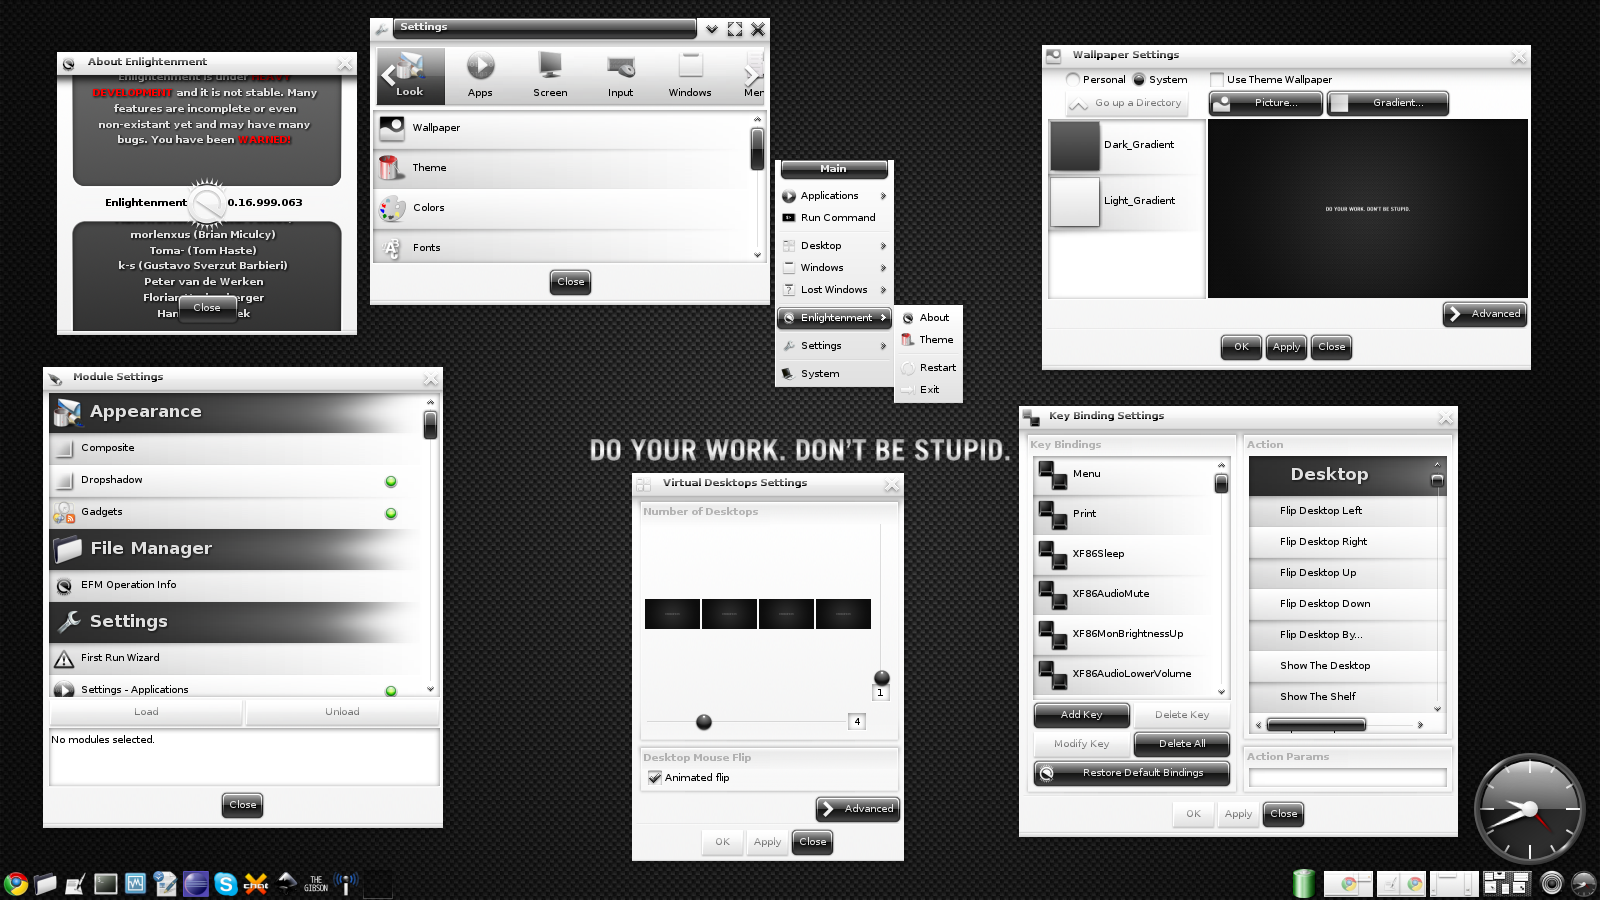 About Enlightenment
Enlightenment is under HEAVY
DEVELOPMENT and it is not stable. Many
features are incomplete or even
non-existant yet and may have many
bugs. You have been WARNED!
Enlightenment 0.16.999.063
morlenxus (Brian Miculcy)
Toma- (Tom Haste)
k-s (Gustavo Sverzut Barbieri)
Peter van de Werken
Close
Settings
Look
Apps
Screen
Input
Windows
Wallpaper
Theme
Colors
Fonts
Close
Main
Applications
Run Command
Desktop
Windows
Lost Windows
Enlightenment
Settings
System
About
Theme
Restart
Exit
Wallpaper Settings
Personal System Use Theme Wallpaper
Go up a Directory Picture... Gradient...
Dark_Gradient
Light_Gradient
DO YOUR WORK. DON'T BE STUPID.
Advanced
OK Apply Close
Module Settings
Appearance
Composite
Dropshadow
Gadgets
File Manager
EFM Operation Info
Settings
First Run Wizard
Settings - Applications
Load Unload
No modules selected.
Close
DO YOUR WORK. DON'T BE STUPID.
Virtual Desktops Settings
Number of Desktops
1
4
Desktop Mouse Flip
Animated flip
Advanced
OK Apply Close
Key Binding Settings
Key Bindings
Menu
Print
XF86Sleep
XF86AudioMute
XF86MonBrightnessUp
XF86AudioLowerVolume
Add Key Delete Key
Modify Key Delete All
Restore Default Bindings
Action
Desktop
Flip Desktop Left
Flip Desktop Right
Flip Desktop Up
Flip Desktop Down
Flip Desktop By...
Show The Desktop
Show The Shelf
Action Params
OK Apply Close
chat
THE
GIBSON